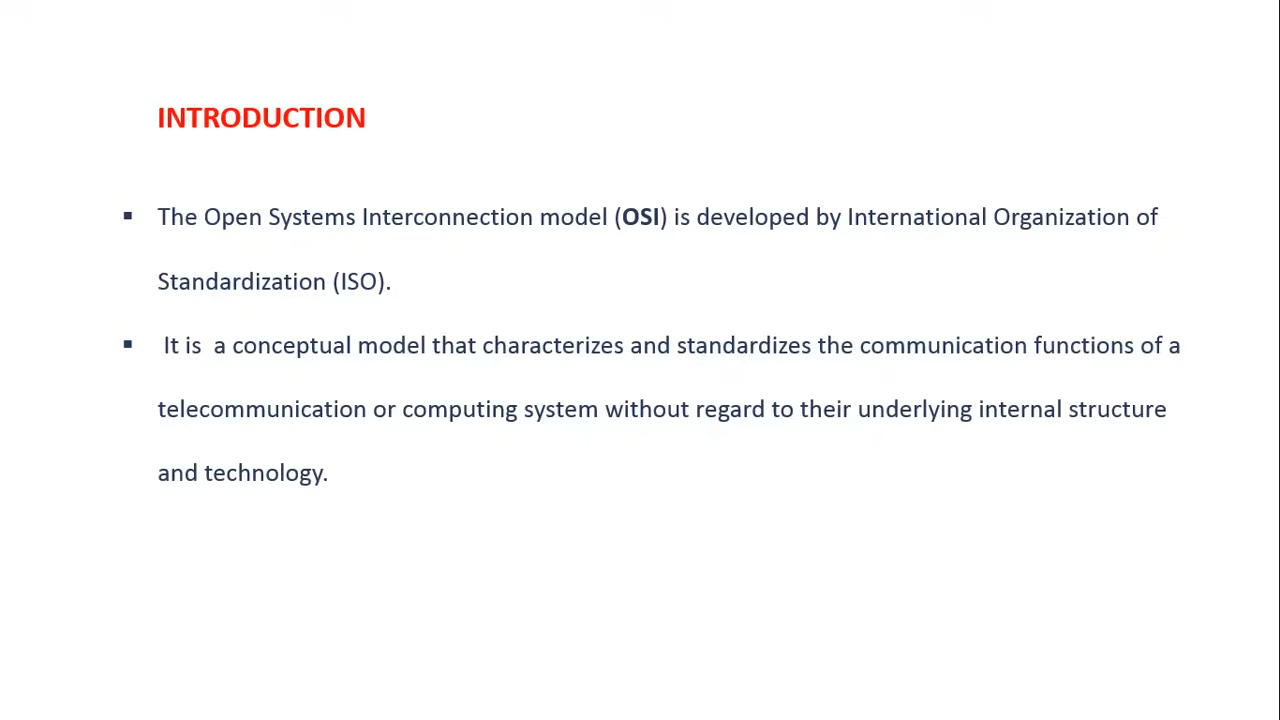 INTRODUCTION
▪ The Open Systems Interconnection model (OSI) is developed by International Organization of
Standardization (ISO).
▪ It is  a conceptual model that characterizes and standardizes the communication functions of a
telecommunication or computing system without regard to their underlying internal structure
and technology.